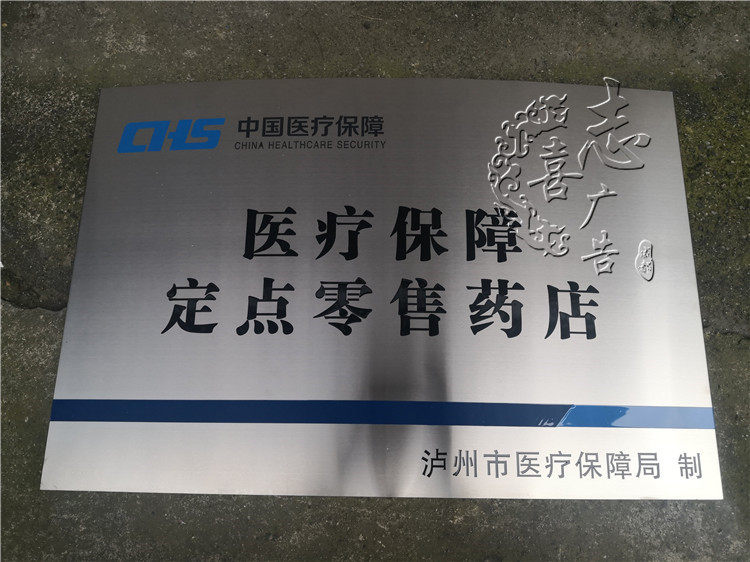 CHS 中国医疗保障
CHINA HEALTHCARE SECURITY
医疗保障
定点零售药店
泸州市医疗保障局 制
喜志广告